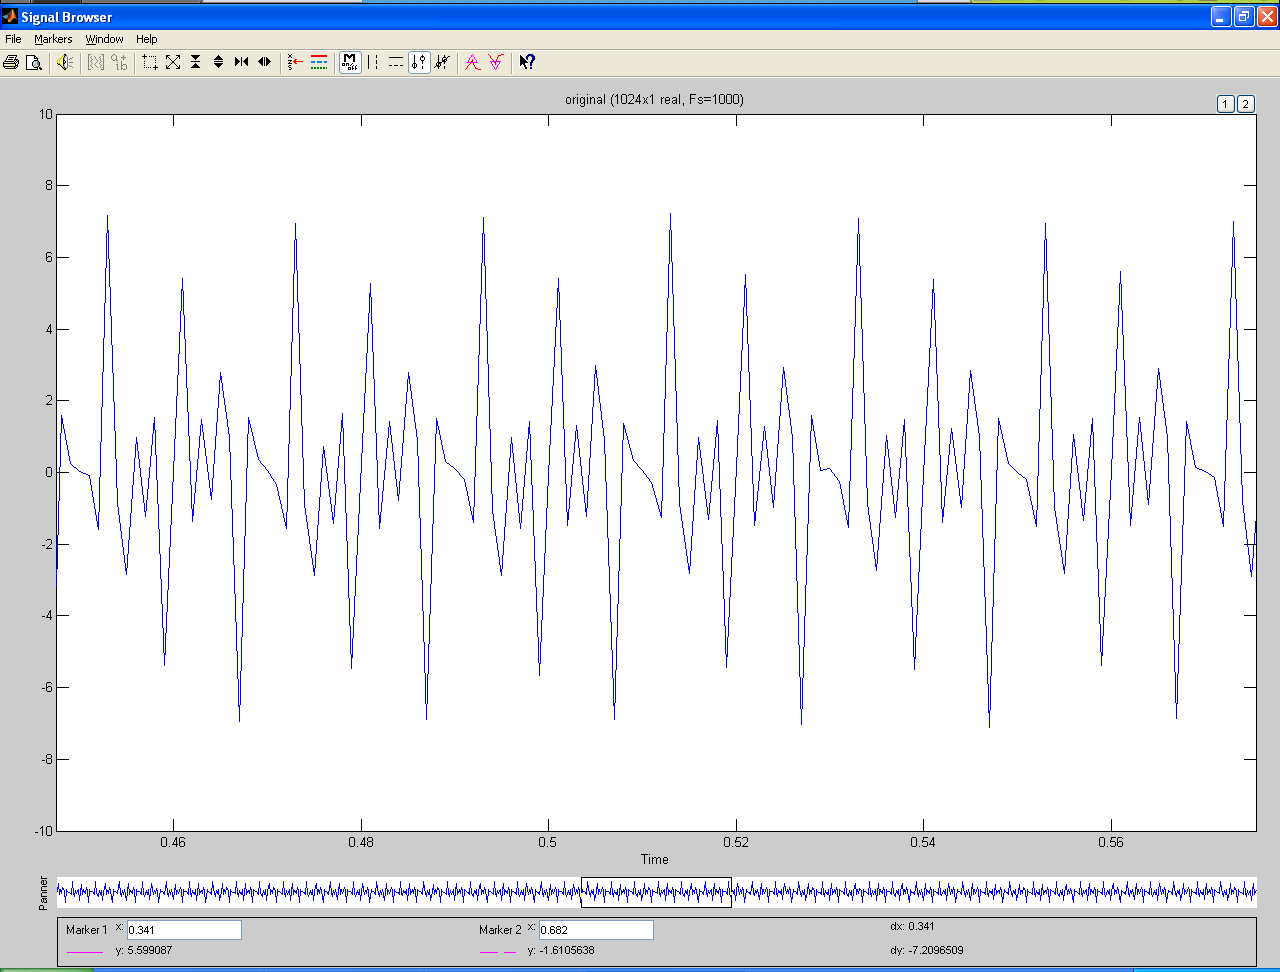 Signal Browser
File Markers Window Help
original (1024x1 real, Fs=1000)
1 2
10
8
6
4
2
0
-2
-4
-6
-8
-10
0.46 0.48 0.5 0.52 0.54 0.56
Time
Panner
Marker 1 x: 0.341 Marker 2 x: 0.682 dx: 0.341
y: 5.599087 y: -1.6105638 dy: -7.2096509